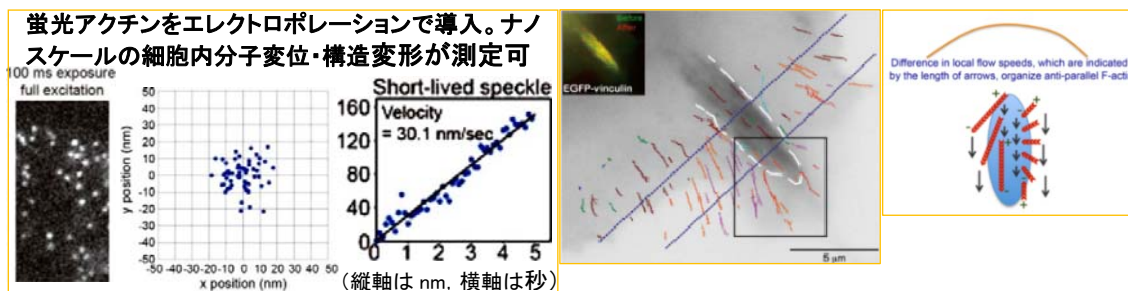 蛍光アクチンをエレクトロポレーションで導入。ナノ
スケールの細胞内分子変位・構造変形が測定可
100 ms exposure
full excitation
50
40
30
20
10
0
-10
-20
-30
-40
-50
y position (nm)
-50 -40 -30 -20 -10 0 10 20 30 40 50
x position (nm)
Short-lived speckle
Velocity
= 30.1 nm/sec
160
120
80
40
0
0 1 2 3 4 5
(縦軸は nm, 横軸は秒)
before
after
EGFP-vinculin
5 μm
Difference in local flow speeds, which are indicated
by the length of arrows, organize anti-parallel F-acti
+
+
-
-
+
-
-
+